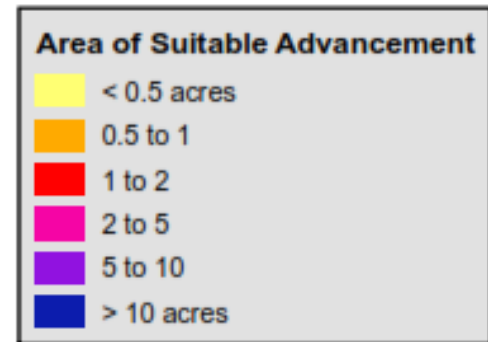 Area of Suitable Advancement
< 0.5 acres
0.5 to 1
1 to 2
2 to 5
5 to 10
> 10 acres